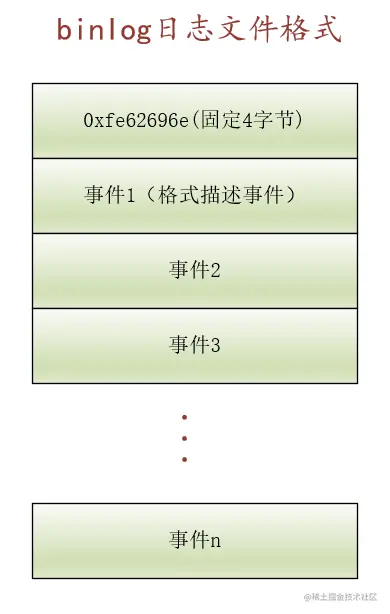 binlog日志文件格式
0xfe62696e(固定4字节)
事件1（格式描述事件）
事件2
事件3
事件n
@稀土掘金技术社区